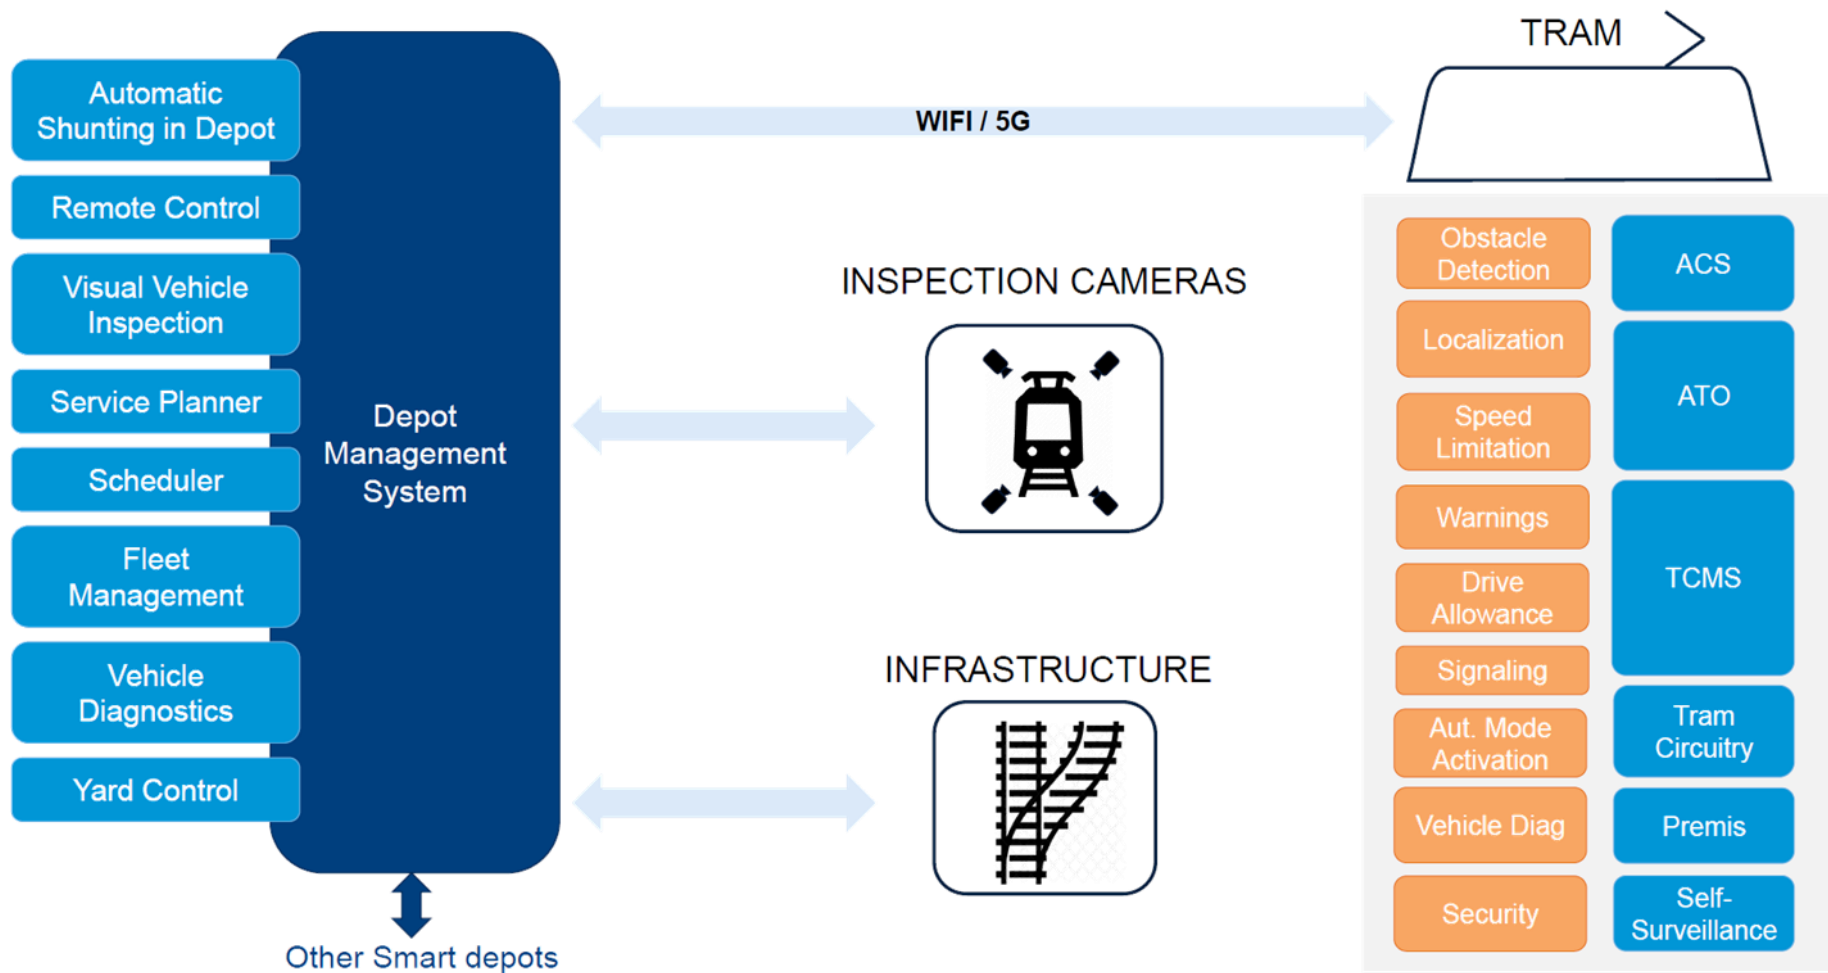 Automatic
Shunting in Depot
Remote Control
Visual Vehicle
Inspection
Service Planner
Scheduler
Fleet
Management
Vehicle
Diagnostics
Yard Control
Depot
Management
System
Other Smart depots
WIFI / 5G
INSPECTION CAMERAS
INFRASTRUCTURE
TRAM
Obstacle
Detection
Localization
Speed
Limitation
Warnings
Drive
Allowance
Signaling
Aut. Mode
Activation
Vehicle Diag
Security
ACS
ATO
TCMS
Tram
Circuitry
Premis
Self-
Surveillance